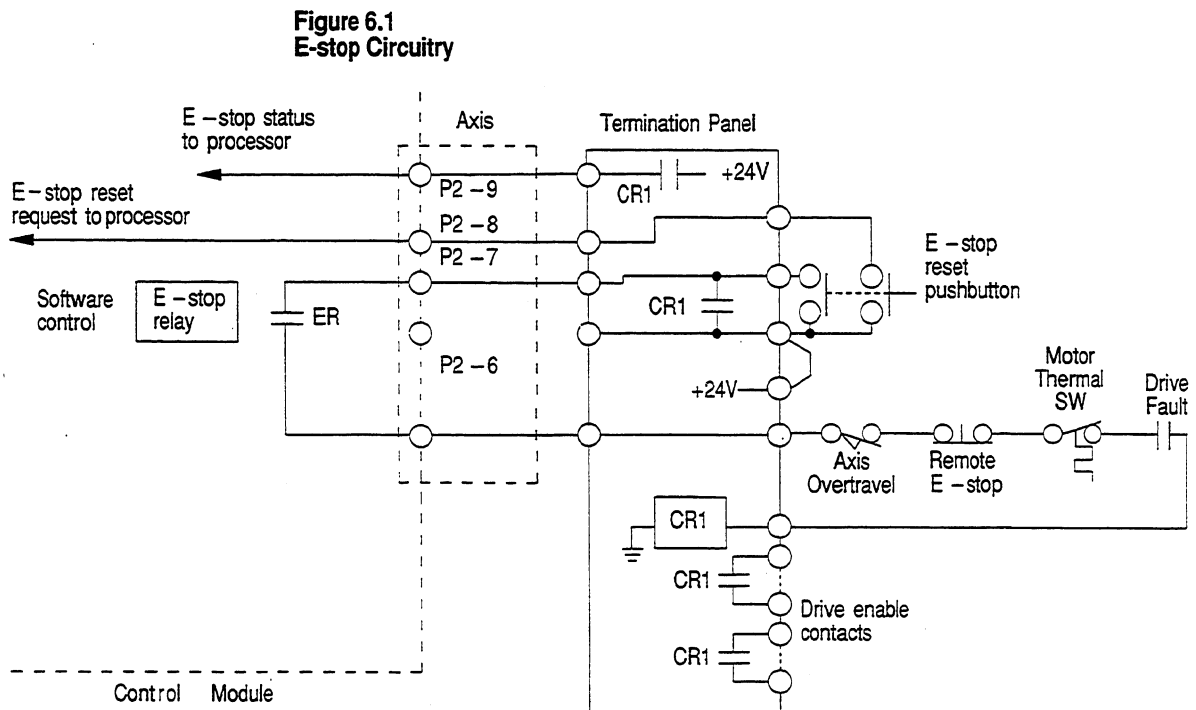 Figure 6.1
E-stop Circuitry
E-stop status
to processor
Axis
Termination Panel
P2-9
CR1
+24V
E-stop reset
request to processor
P2-8
P2-7
E-stop
reset
pushbutton
Software
control
E-stop
relay
ER
CR1
P2-6
+24V
Motor
Thermal
SW
Drive
Fault
Axis
Overtravel
Remote
E-stop
CR1
CR1
Drive enable
contacts
CR1
Control Module